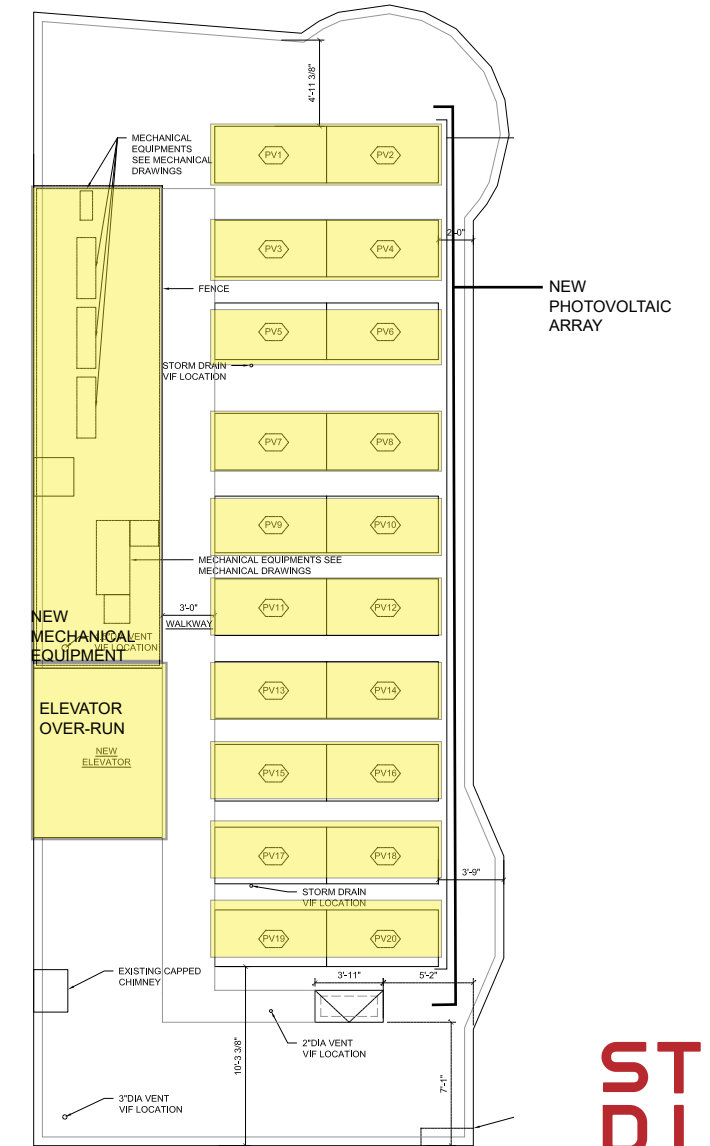 4'-11 3/8"
MECHANICAL
EQUIPMENTS
SEE MECHANICAL
DRAWINGS
PV1
PV2
2'-0"
PV3
PV4
FENCE
NEW
PHOTOVOLTAIC
ARRAY
PV5
PV6
STORM DRAIN
VIF LOCATION
PV7
PV8
PV9
PV10
MECHANICAL EQUIPMENTS SEE
MECHANICAL DRAWINGS
3'-0"
WALKWAY
PV11
PV12
NEW
MECHANICAL
EQUIPMENT
DIA VENT
VIF LOCATION
PV13
PV14
ELEVATOR
OVER-RUN
NEW
ELEVATOR
PV15
PV16
PV17
PV18
3'-9"
STORM DRAIN
VIF LOCATION
PV19
PV20
EXISTING CAPPED
CHIMNEY
3'-11"
5'-2"
10'-3 3/8"
2"DIA VENT
VIF LOCATION
7'-1"
3"DIA VENT
VIF LOCATION
ST